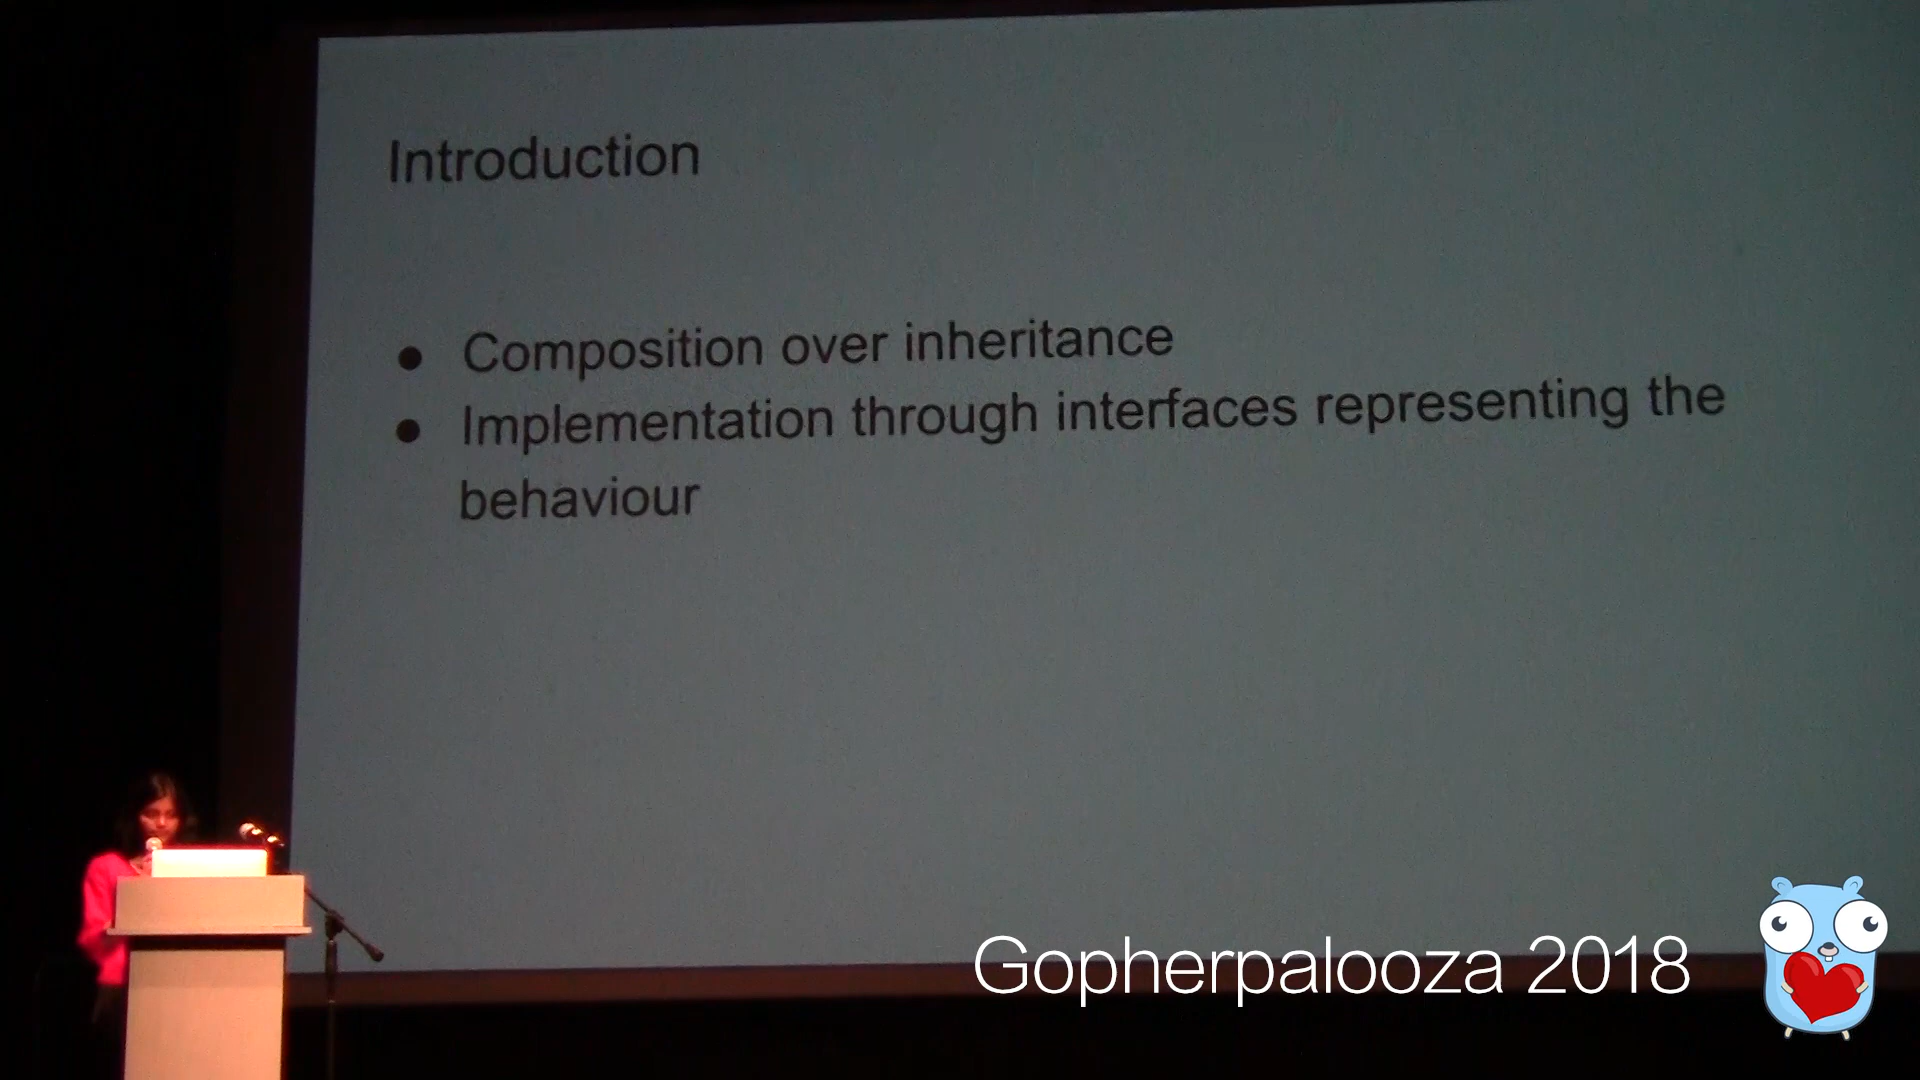 Introduction
● Composition over inheritance
● Implementation through interfaces representing the
behaviour
Gopherpalooza 2018